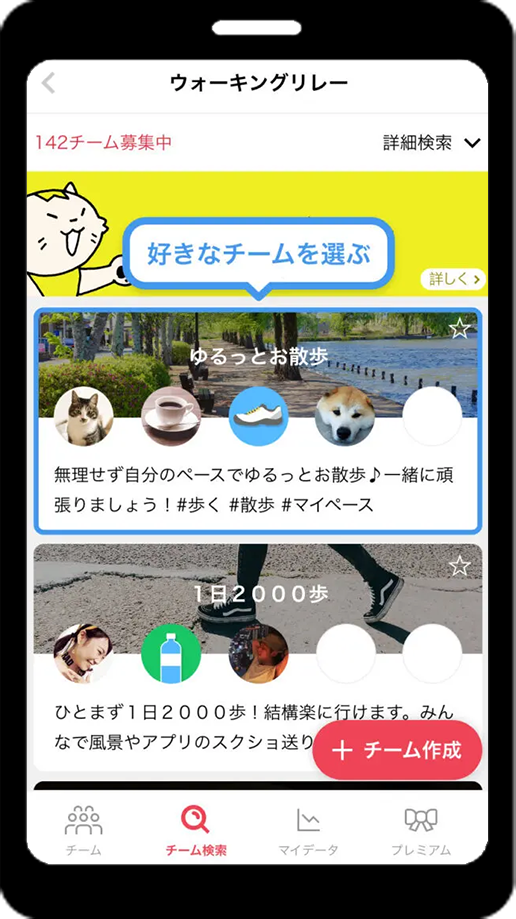 ウォーキングリレー
142チーム募集中
詳細検索
好きなチームを選ぶ
詳しく
ゆるっとお散歩
無理せず自分のペースでゆるっとお散歩♪一緒に頑
張りましょう！#歩く #散歩 #マイペース
１日２０００歩
ひとまず１日２０００歩！結構楽に行けます。みん
なで風景やアプリのスクショ送り
＋ チーム作成
チーム
チーム検索
マイデータ
プレミアム